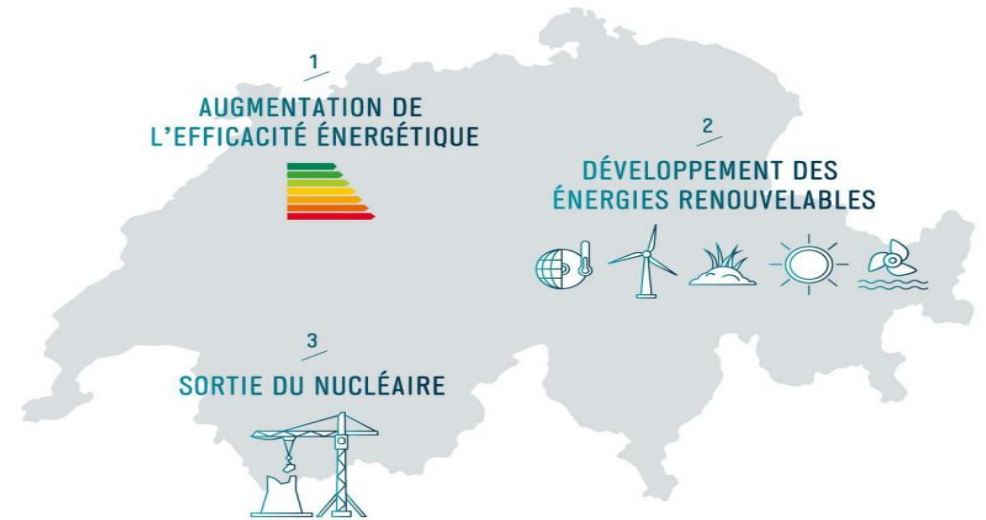 1
AUGMENTATION DE
L'EFFICACITÉ ÉNERGÉTIQUE
2
DÉVELOPPEMENT DES
ÉNERGIES RENOUVELABLES
3
SORTIE DU NUCLÉAIRE